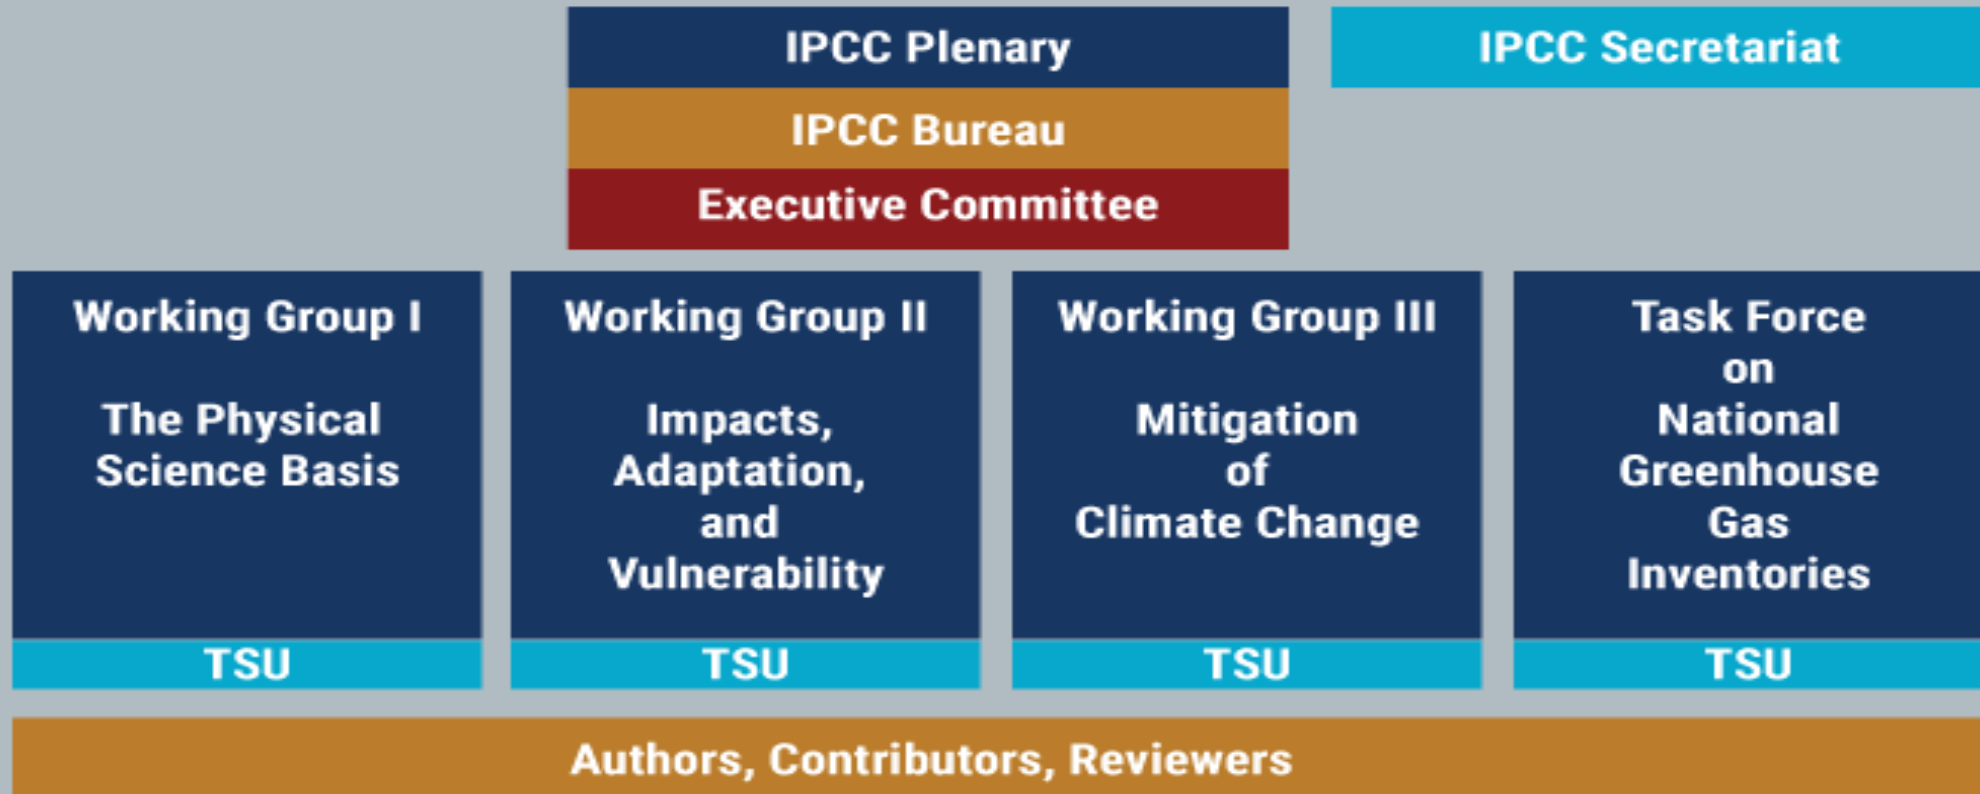 IPCC Plenary
IPCC Secretariat
IPCC Bureau
Executive Committee
Working Group I
The Physical
Science Basis
TSU
Working Group II
Impacts,
Adaptation,
and
Vulnerability
TSU
Working Group III
Mitigation
of
Climate Change
TSU
Task Force
on
National
Greenhouse
Gas
Inventories
TSU
Authors, Contributors, Reviewers